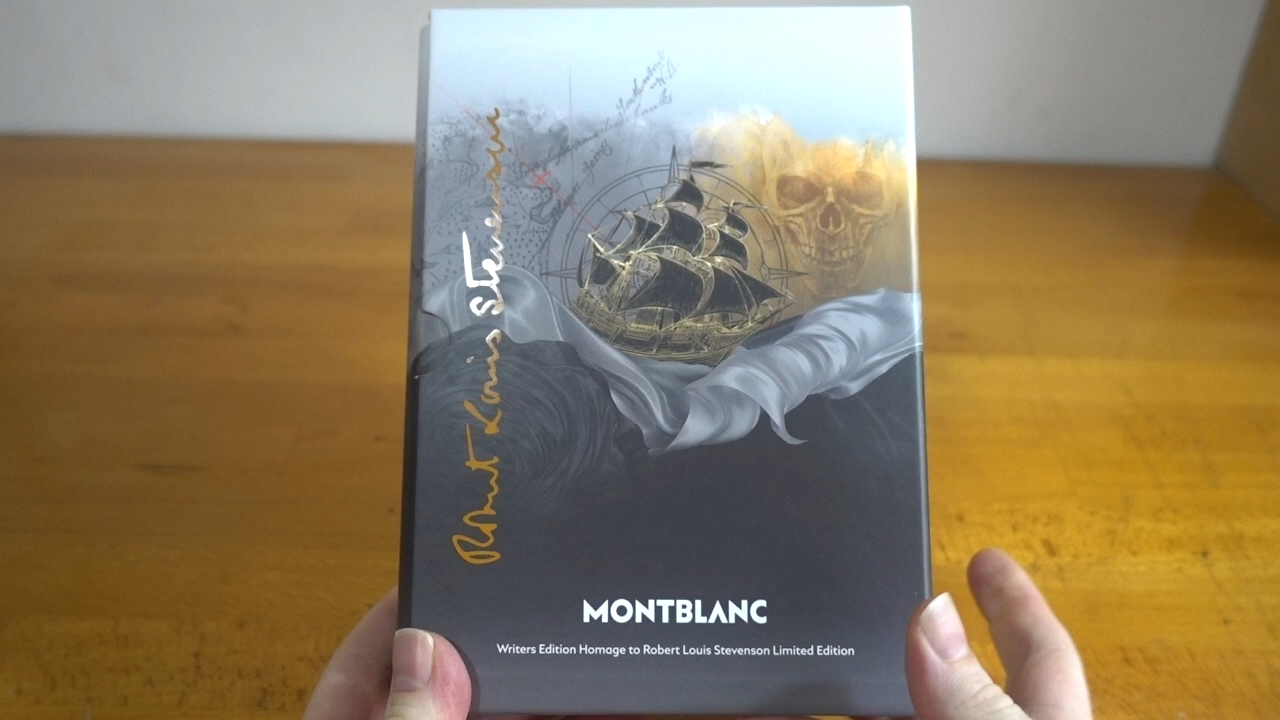 Robert Louis Stevenson
MONTBLANC
Writers Edition Homage to Robert Louis Stevenson Limited Edition